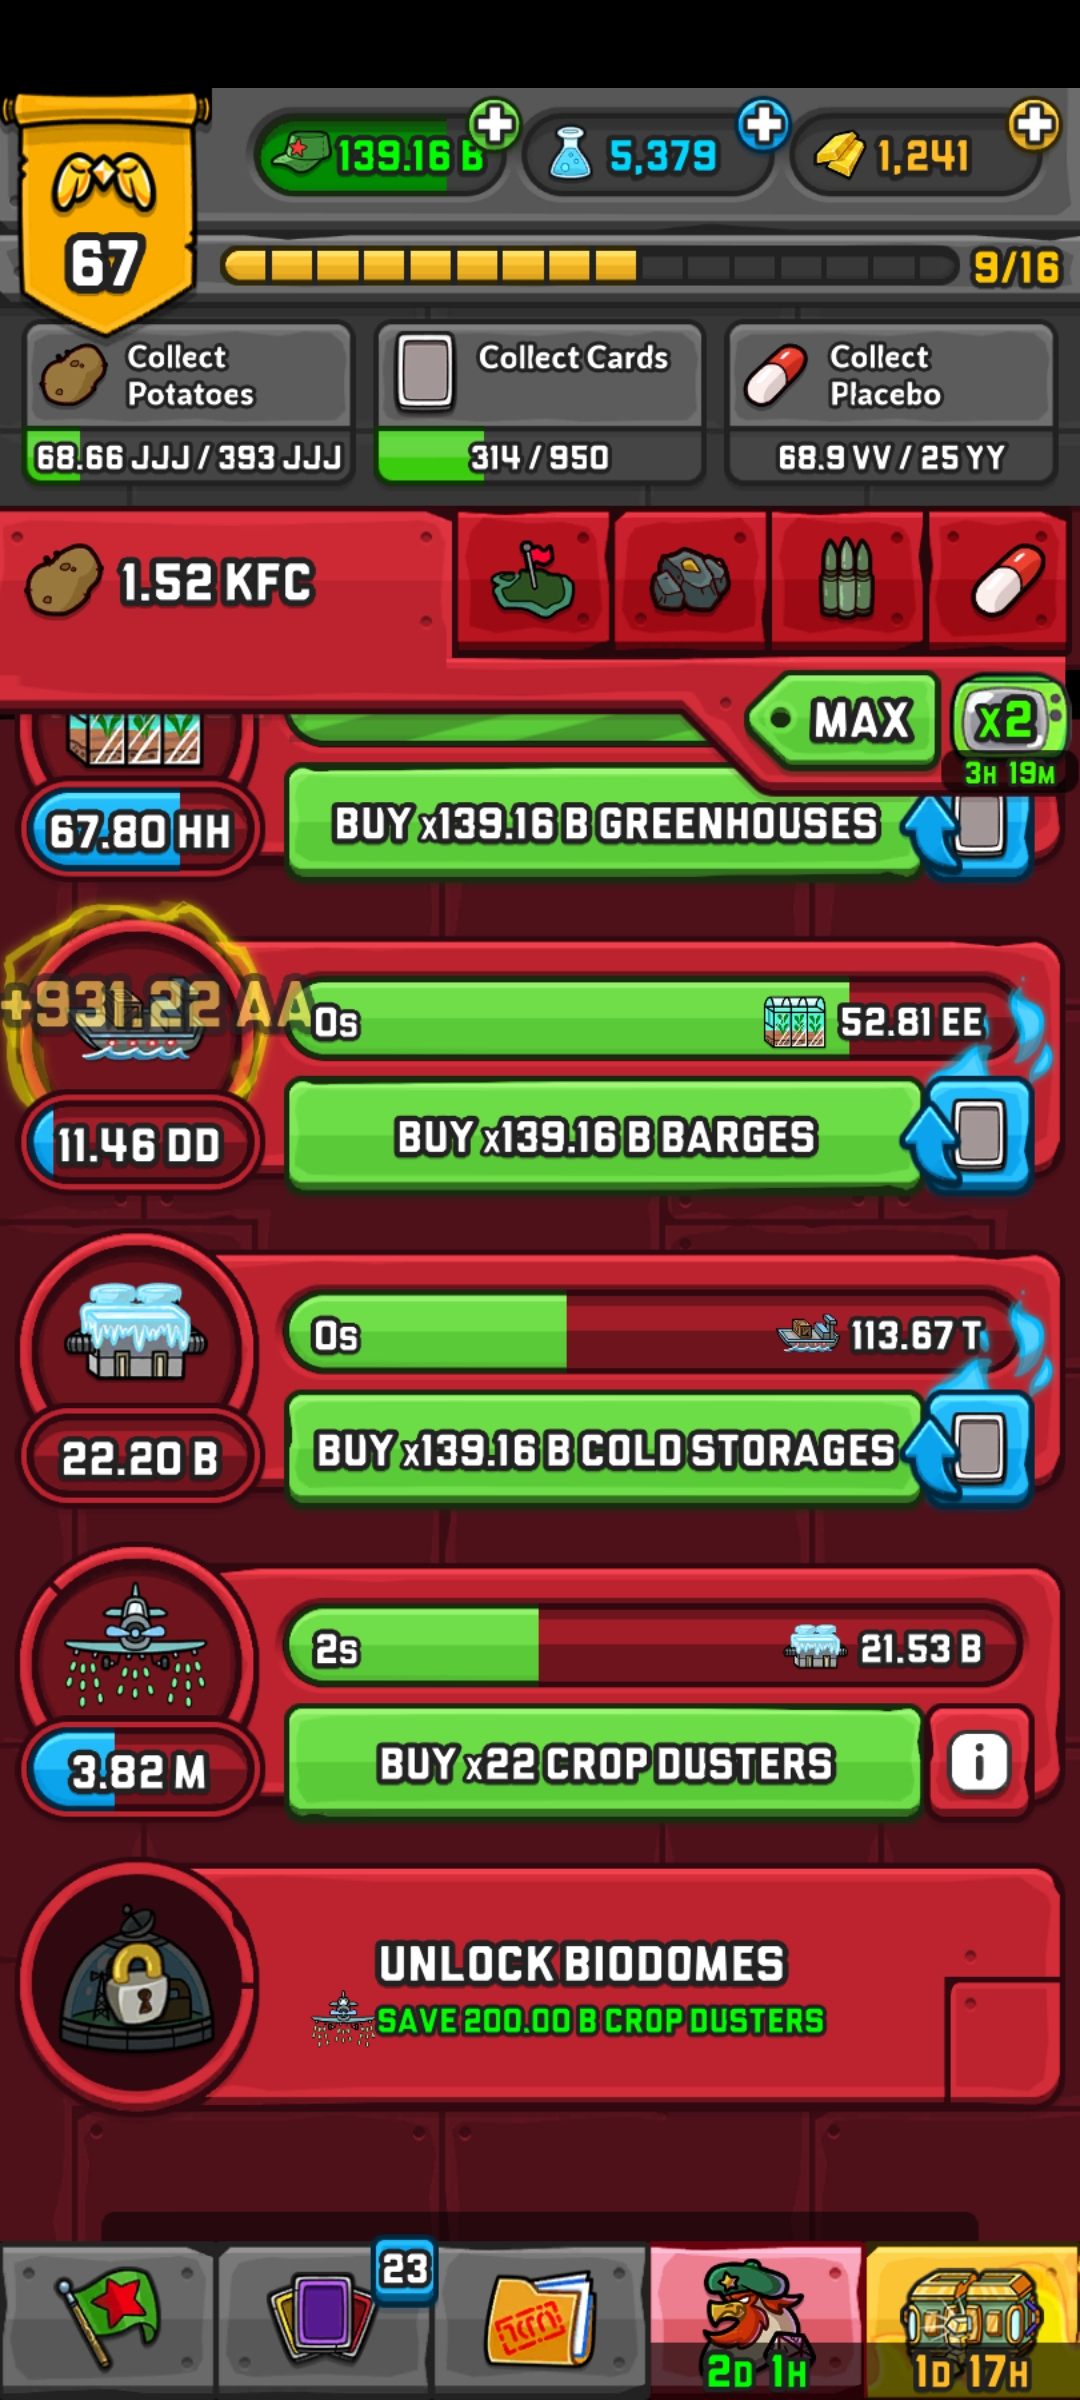 139.16 B
5,379
1,241
67
9/16
Collect
Potatoes
68.66 JJJ / 393 JJJ
Collect Cards
314 / 950
Collect
Placebo
68.9 VV / 25 YY
1.52 KFC
MAX
x2
3H 19M
67.80 HH
BUY x139.16 B GREENHOUSES
+931.22 AA
0s
52.81 EE
11.46 DD
BUY x139.16 B BARGES
0s
113.67 T
22.20 B
BUY x139.16 B COLD STORAGES
2s
21.53 B
3.82 M
BUY x22 CROP DUSTERS
i
UNLOCK BIODOMES
SAVE 200.00 B CROP DUSTERS
23
2D 1H
1D 17H